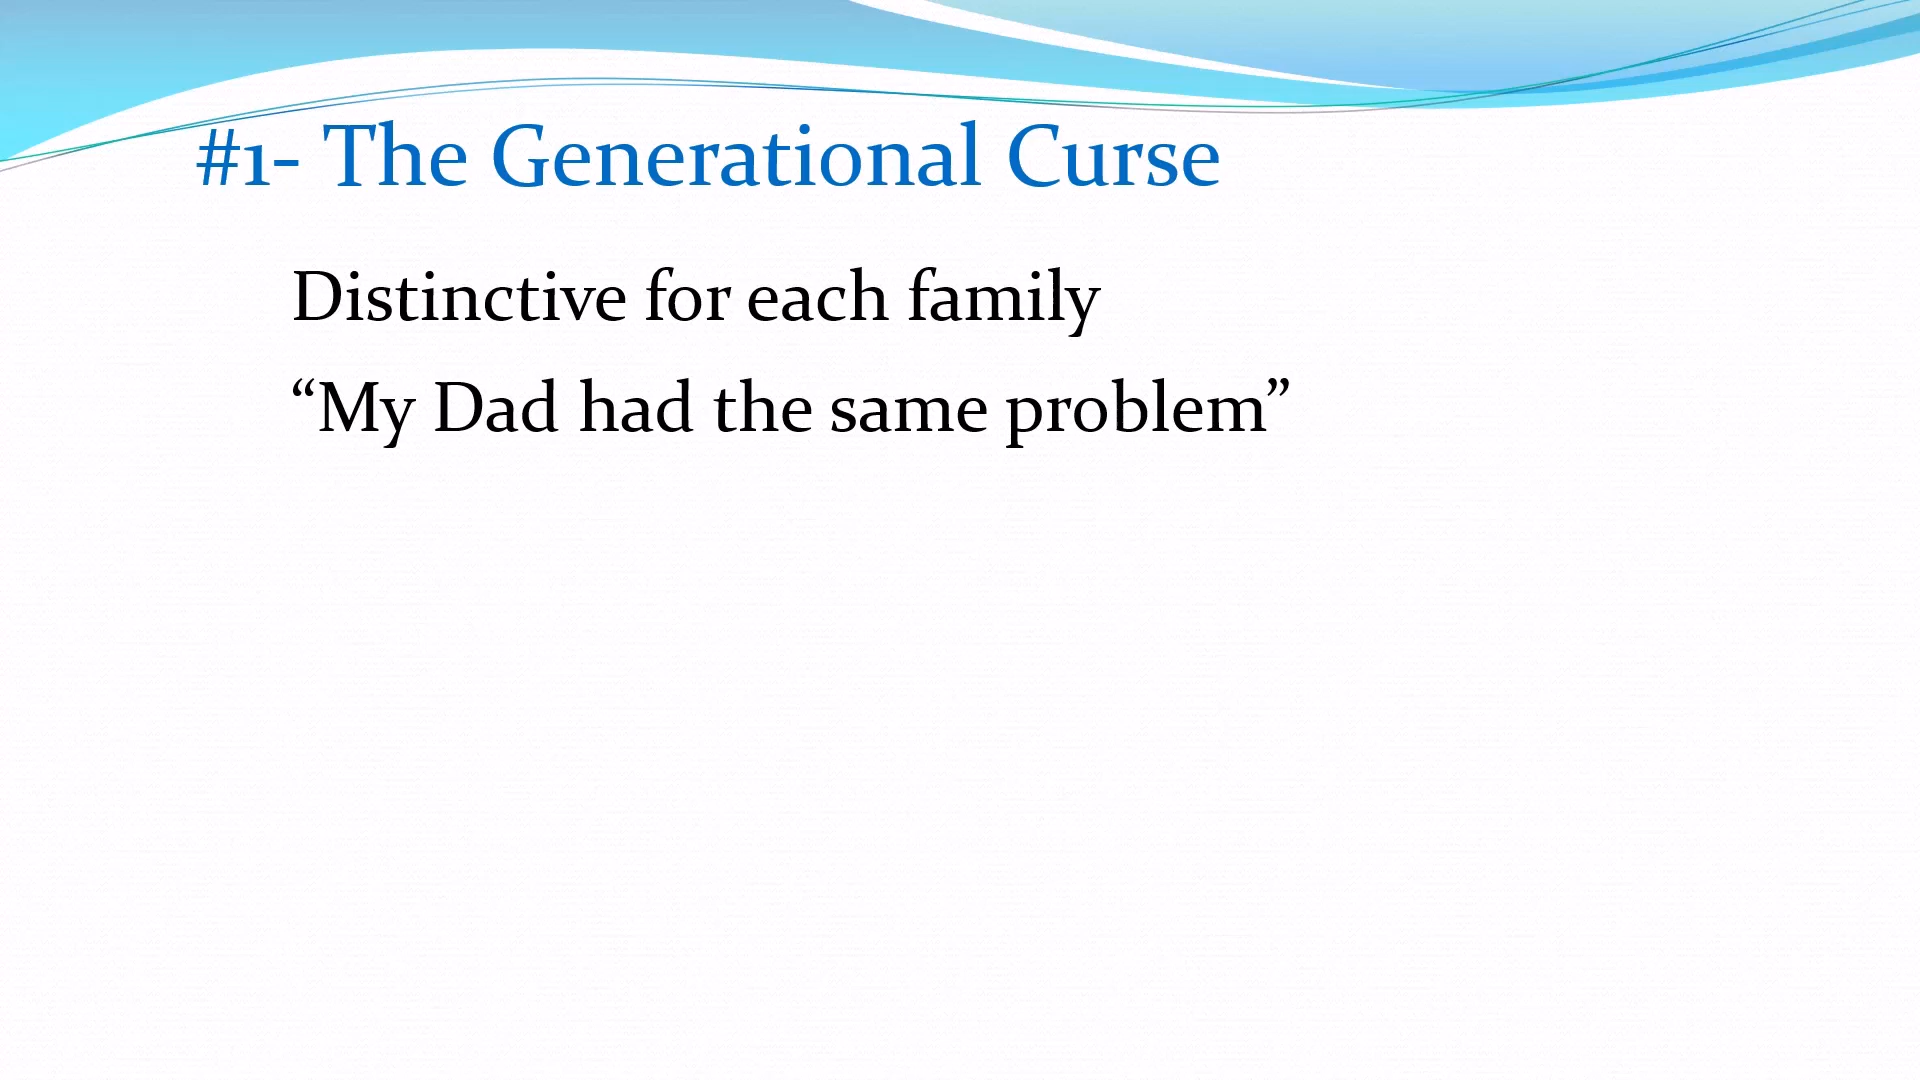 #1- The Generational Curse
Distinctive for each family
“My Dad had the same problem”